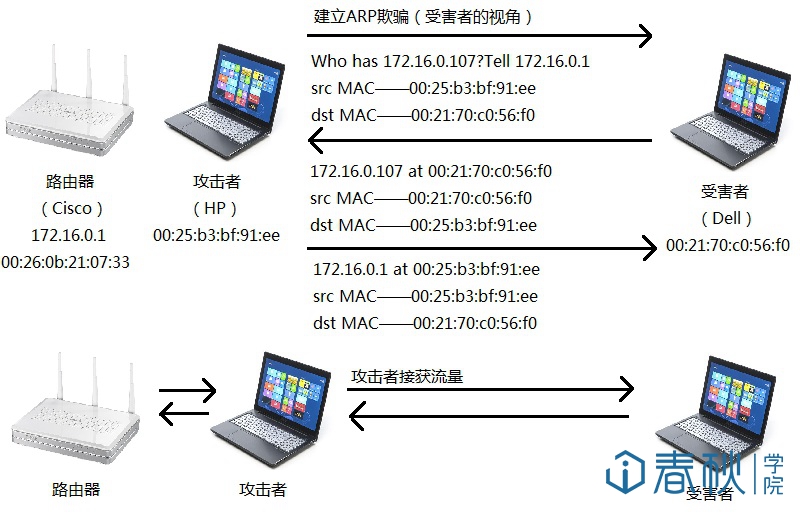 建立ARP欺骗（受害者的视角）
Who has 172.16.0.107?Tell 172.16.0.1
src MAC——00:25:b3:bf:91:ee
dst MAC——00:21:70:c0:56:f0
172.16.0.107 at 00:21:70:c0:56:f0
src MAC——00:21:70:c0:56:f0
dst MAC——00:25:b3:bf:91:ee
172.16.0.1 at 00:25:b3:bf:91:ee
src MAC——00:25:b3:bf:91:ee
dst MAC——00:21:70:c0:56:f0
路由器
（Cisco）
172.16.0.1
00:26:0b:21:07:33
攻击者
（HP）
00:25:b3:bf:91:ee
受害者
（Dell）
00:21:70:c0:56:f0
攻击者接获流量
路由器
攻击者
受害者
春秋学院